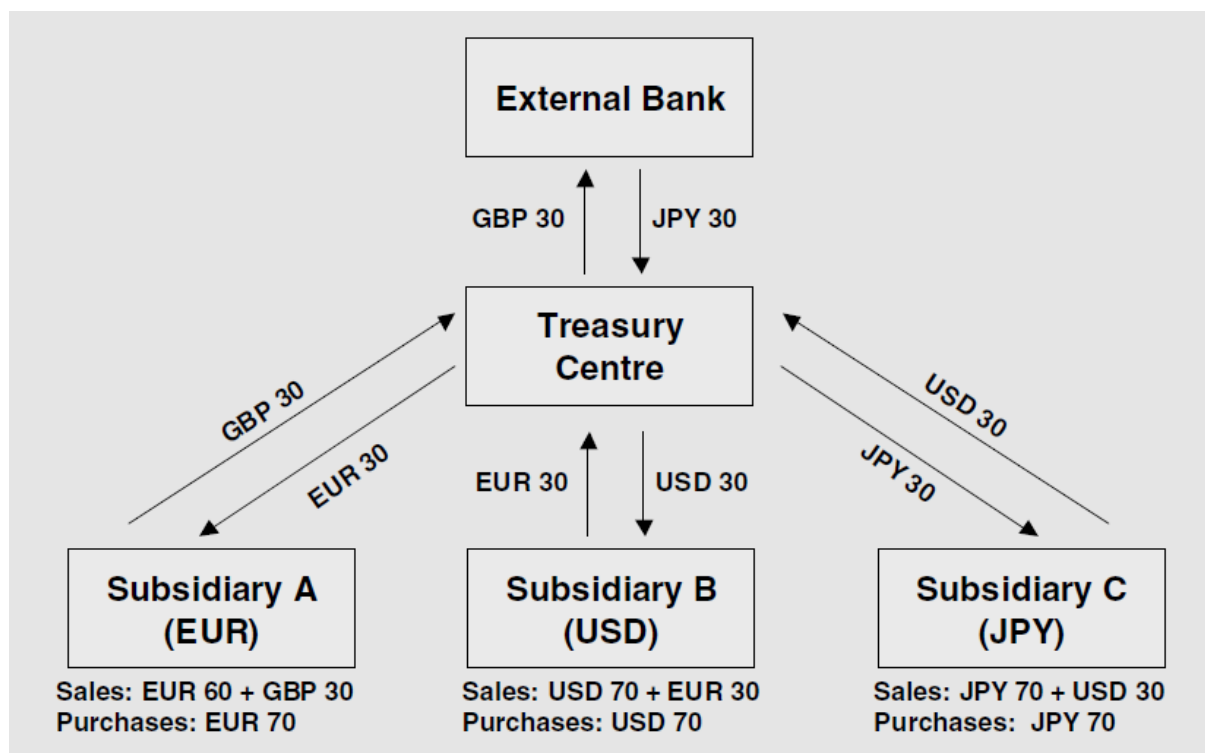 External Bank
GBP 30
JPY 30
Treasury
Centre
GBP 30
EUR 30
EUR 30
USD 30
USD 30
JPY 30
Subsidiary A
(EUR)
Subsidiary B
(USD)
Subsidiary C
(JPY)
Sales: EUR 60 + GBP 30
Purchases: EUR 70
Sales: USD 70 + EUR 30
Purchases: USD 70
Sales: JPY 70 + USD 30
Purchases: JPY 70